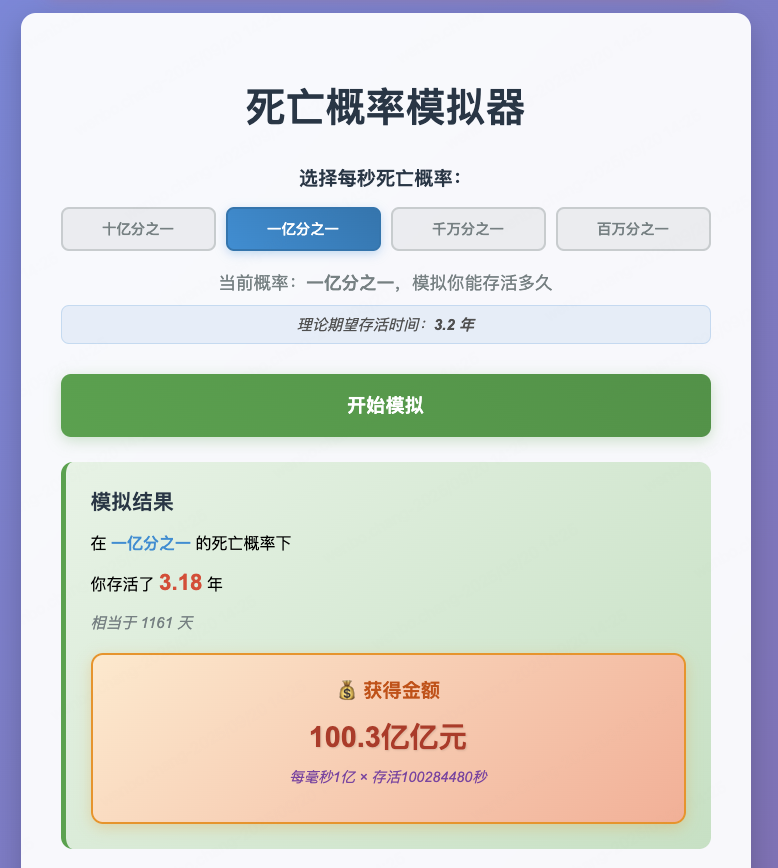 死亡概率模拟器
选择每秒死亡概率：
十亿分之一 一亿分之一 千万分之一 百万分之一
当前概率：一亿分之一，模拟你能存活多久
理论期望存活时间：3.2 年
开始模拟
模拟结果
在 一亿分之一 的死亡概率下
你存活了 3.18 年
相当于 1161 天
💰 获得金额
100.3亿亿元
每毫秒1亿 × 存活100284480秒